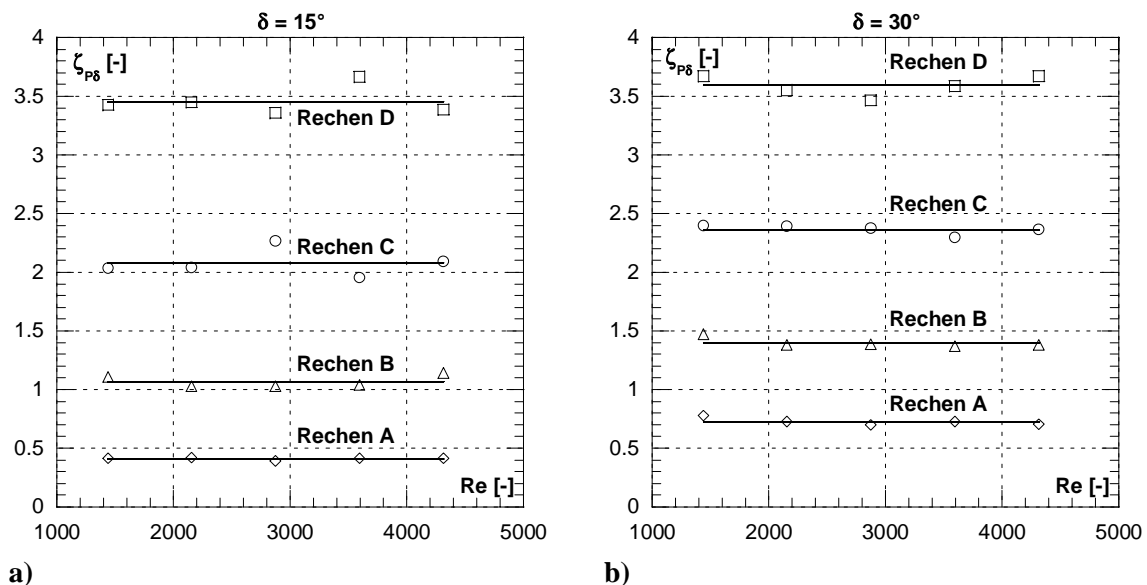 δ = 15°
ζPδ [-]
4
3.5
3
2.5
2
1.5
1
0.5
0
Rechen D
Rechen C
Rechen B
Rechen A
Re [-]
1000 2000 3000 4000 5000
a)
δ = 30°
ζPδ [-]
4
3.5
3
2.5
2
1.5
1
0.5
0
Rechen D
Rechen C
Rechen B
Rechen A
Re [-]
1000 2000 3000 4000 5000
b)